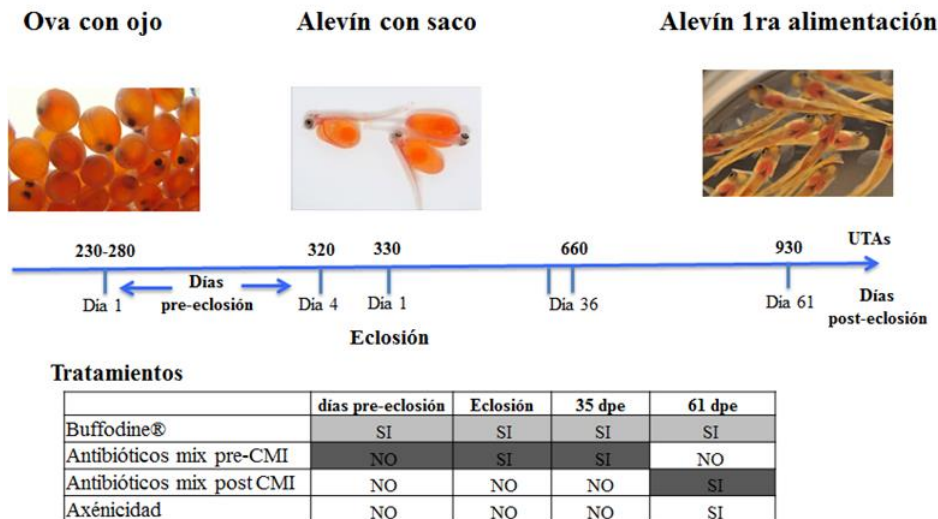 Ova con ojo
Alevín con saco
Alevín 1ra alimentación
230-280 320 330 660 930 UTAs
Días
pre-eclosión
Dia 1 Dia 4 Dia 1 Dia 36 Dia 61
Días
post-eclosión
Eclosión
Tratamientos
días pre-eclosión Eclosión 35 dpe 61 dpe
Buffodine® SI SI SI SI
Antibióticos mix pre-CMI NO SI SI NO
Antibióticos mix post CMI NO NO NO SI
Axénicidad NO NO NO SI